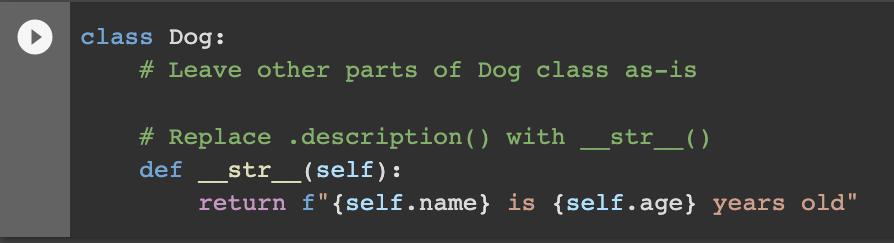 class Dog:
    # Leave other parts of Dog class as-is

    # Replace .description() with __str__()
    def __str__(self):
        return f"{self.name} is {self.age} years old"